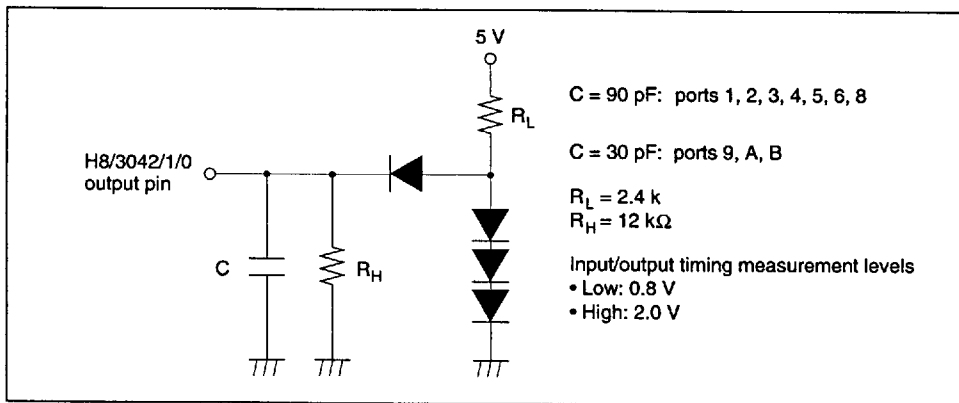 5 V
R_L
C = 90 pF: ports 1, 2, 3, 4, 5, 6, 8
C = 30 pF: ports 9, A, B
H8/3042/1/0
output pin
R_L = 2.4 k
R_H = 12 kΩ
C
R_H
Input/output timing measurement levels
• Low: 0.8 V
• High: 2.0 V